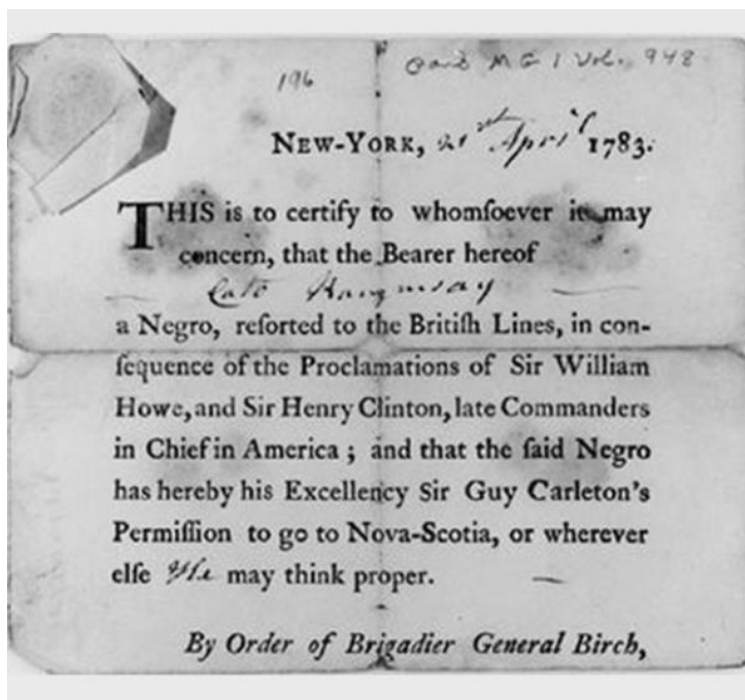 196
M G 1 Vol. 948
NEW-YORK, 21st April 1783.
THIS is to certify to whomſoever it may
concern, that the Bearer hereof
Cato Rammsay
a Negro, reſorted to the Britiſh Lines, in con-
ſequence of the Proclamations of Sir William
Howe, and Sir Henry Clinton, late Commanders
in Chief in America; and that the ſaid Negro
has hereby his Excellency Sir Guy Carleton's
Permiſſion to go to Nova-Scotia, or wherever
elſe He may think proper.
By Order of Brigadier General Birch,